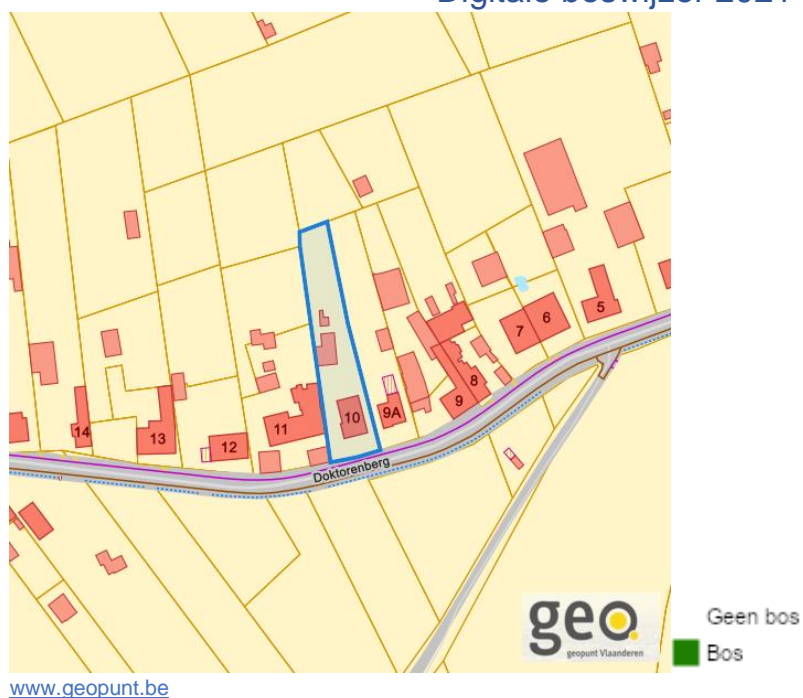 Digitale boswijzer 2021
7
6
5
14
13
12
11
10
9A
9
8
Doktorenberg
geo
geopunt Vlaanderen
Geen bos
Bos
www.geopunt.be